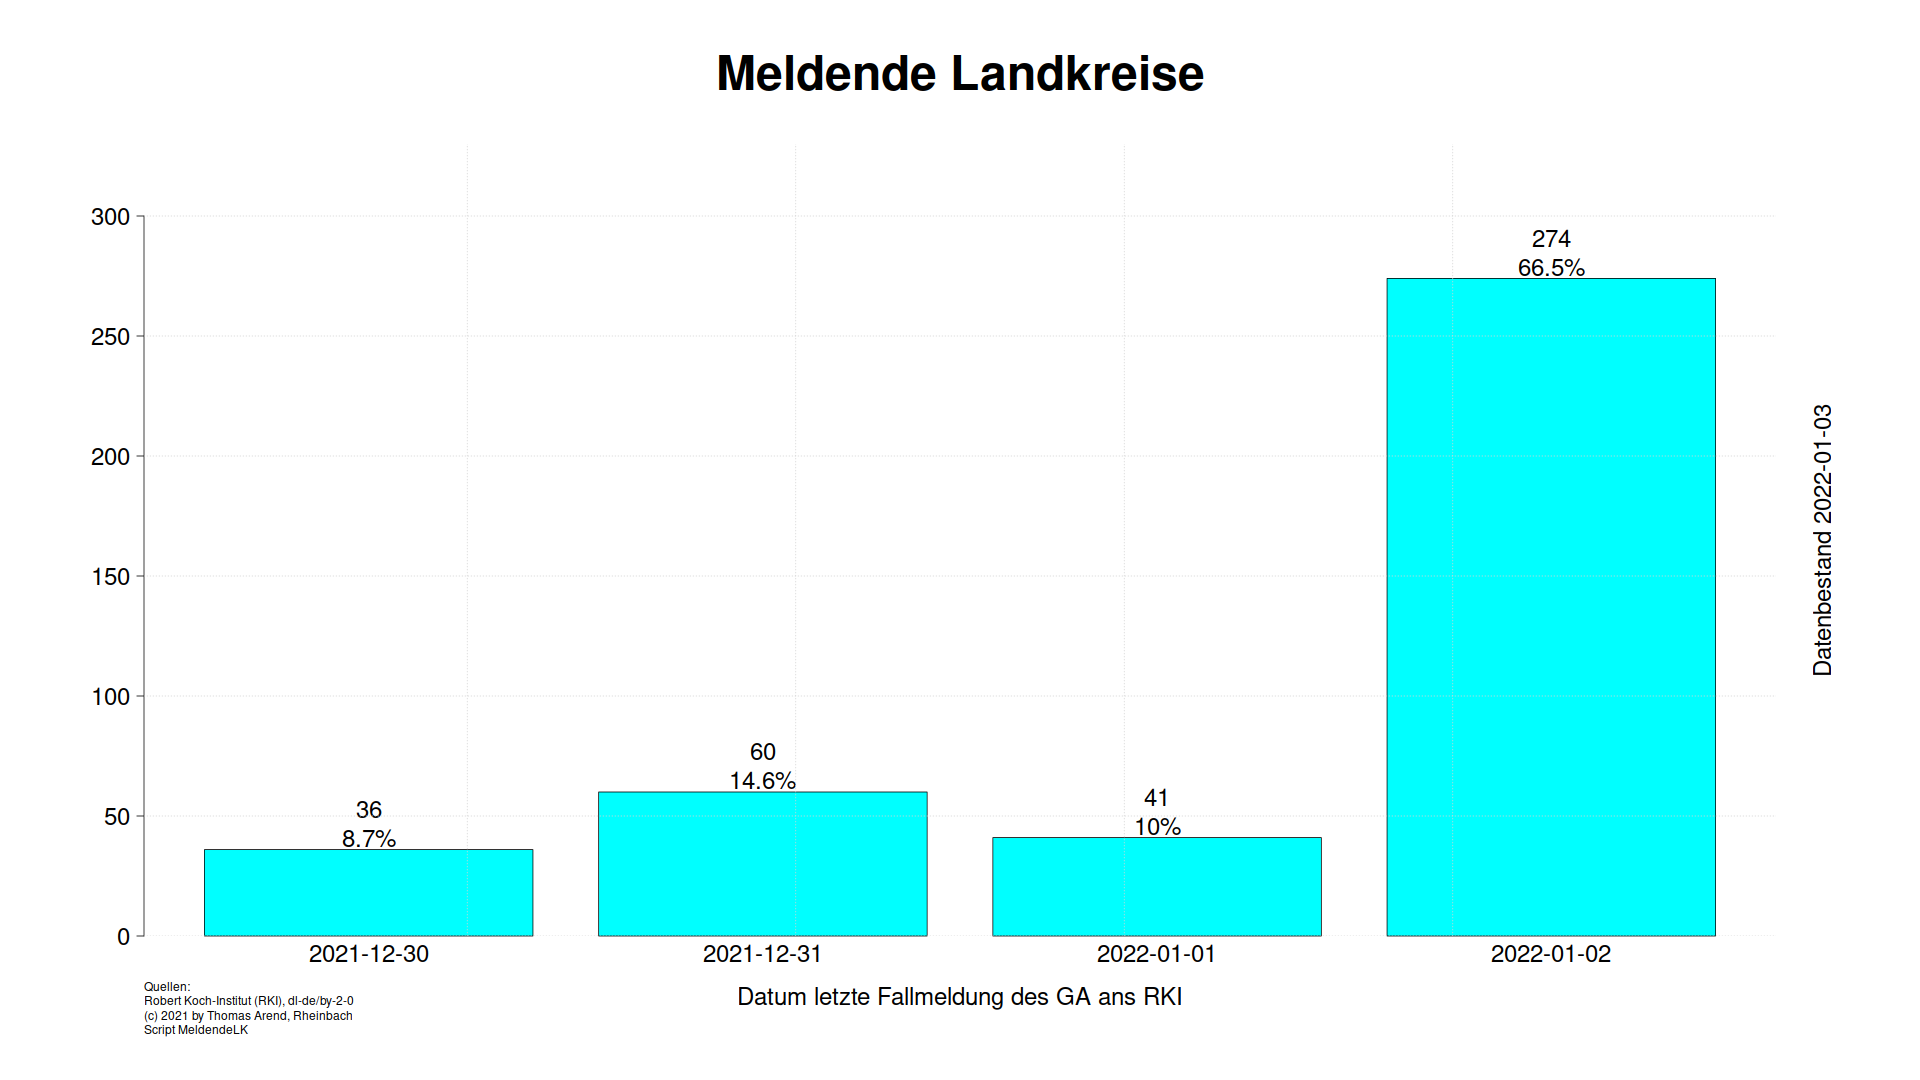 Meldende Landkreise
300
250
200
150
100
50
0
36
8.7%
60
14.6%
41
10%
274
66.5%
2021-12-30
2021-12-31
2022-01-01
2022-01-02
Datum letzte Fallmeldung des GA ans RKI
Datenbestand 2022-01-03
Quellen:
Robert Koch-Institut (RKI), dl-de/by-2-0
(c) 2021 by Thomas Arend, Rheinbach
Script MeldendeLK